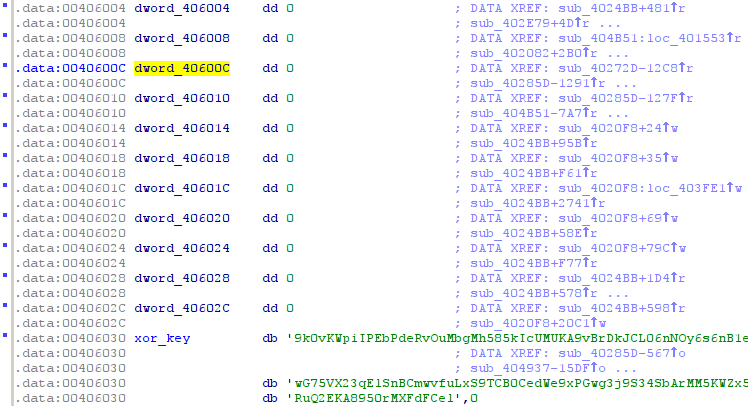 .data:00406004 dword_406004 dd 0 ; DATA XREF: sub_4024BB+481↑r
.data:00406004 ; sub_402E79+4D↑r ...
.data:00406008 dword_406008 dd 0 ; DATA XREF: sub_404B51:loc_401553↑r
.data:00406008 ; sub_402082+2B0↑r ...
.data:0040600C dword_40600C dd 0 ; DATA XREF: sub_40272D-12C8↑r
.data:0040600C ; sub_40285D-1291↑r ...
.data:00406010 dword_406010 dd 0 ; DATA XREF: sub_40285D-127F↑r
.data:00406010 ; sub_404B51-7A7↑r ...
.data:00406014 dword_406014 dd 0 ; DATA XREF: sub_4020F8+24↑w
.data:00406014 ; sub_4024BB+95B↑r
.data:00406018 dword_406018 dd 0 ; DATA XREF: sub_4020F8+35↑w
.data:00406018 ; sub_4024BB+F61↑r
.data:0040601C dword_40601C dd 0 ; DATA XREF: sub_4020F8:loc_403FE1↑w
.data:0040601C ; sub_4024BB+2741↑r
.data:00406020 dword_406020 dd 0 ; DATA XREF: sub_4020F8+69↑w
.data:00406020 ; sub_4024BB+58E↑r
.data:00406024 dword_406024 dd 0 ; DATA XREF: sub_4020F8+79C↑w
.data:00406024 ; sub_4024BB+F77↑r
.data:00406028 dword_406028 dd 0 ; DATA XREF: sub_4024BB+1D4↑r
.data:00406028 ; sub_4024BB+578↑r ...
.data:0040602C dword_40602C dd 0 ; DATA XREF: sub_4024BB+598↑r
.data:0040602C ; sub_4020F8+20C1↑w
.data:00406030 xor_key db '9kOvKWpiIPEbPdeRvOuMbgMh585kIcUMUKA9vBrDkJCL06nNOy6s6nB1e
.data:00406030 ; DATA XREF: sub_40285D-567↑o
.data:00406030 ; sub_404937-15DF↑o ...
.data:00406030 db 'wG75VX23qElSnBCmwvfuLxS9TCB0CedWe9xPGwg3j9S34SbArMM5KWZx5
.data:00406030 db 'RuQ2EKA8950rMXFdFCel',0